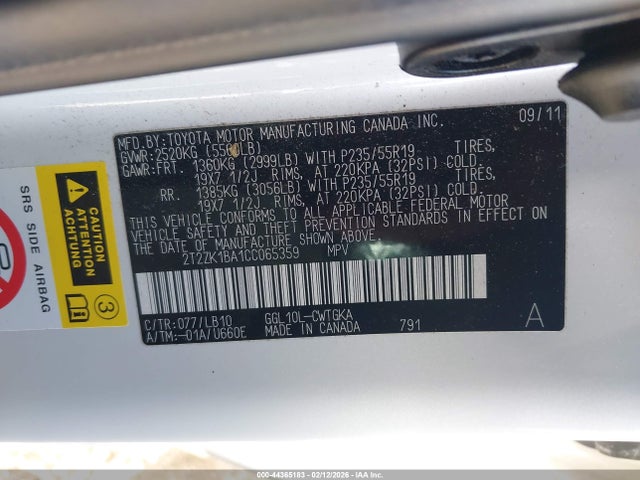 MFD.BY:TOYOTA MOTOR MANUFACTURING CANADA INC. 09/11
GVWR:2520KG (55 LB)
GAWR:FRT. 1360KG (2999LB) WITH P235/55R19 TIRES,
19X7 1/2J RIMS, AT 220KPA (32PSI) COLD.
RR. 1385KG (3056LB) WITH P235/55R19 TIRES,
19X7 1/2J RIMS, AT 220KPA (32PSI) COLD.
THIS VEHICLE CONFORMS TO ALL APPLICABLE FEDERAL MOTOR
VEHICLE SAFETY AND THEFT PREVENTION STANDARDS IN EFFECT ON
THE DATE OF MANUFACTURE SHOWN ABOVE.
2T2ZK1BA1CC065359 MPV
C/TR:077/LB10 GGL10L-CWTGKA
A/TM:-01A/U660E MADE IN CANADA 791 A
SRS SIDE AIRBAG
CAUTION
ATTENTION
ACHTUNG
3
000-44365163 - 02/12/2026 - IAA Inc.